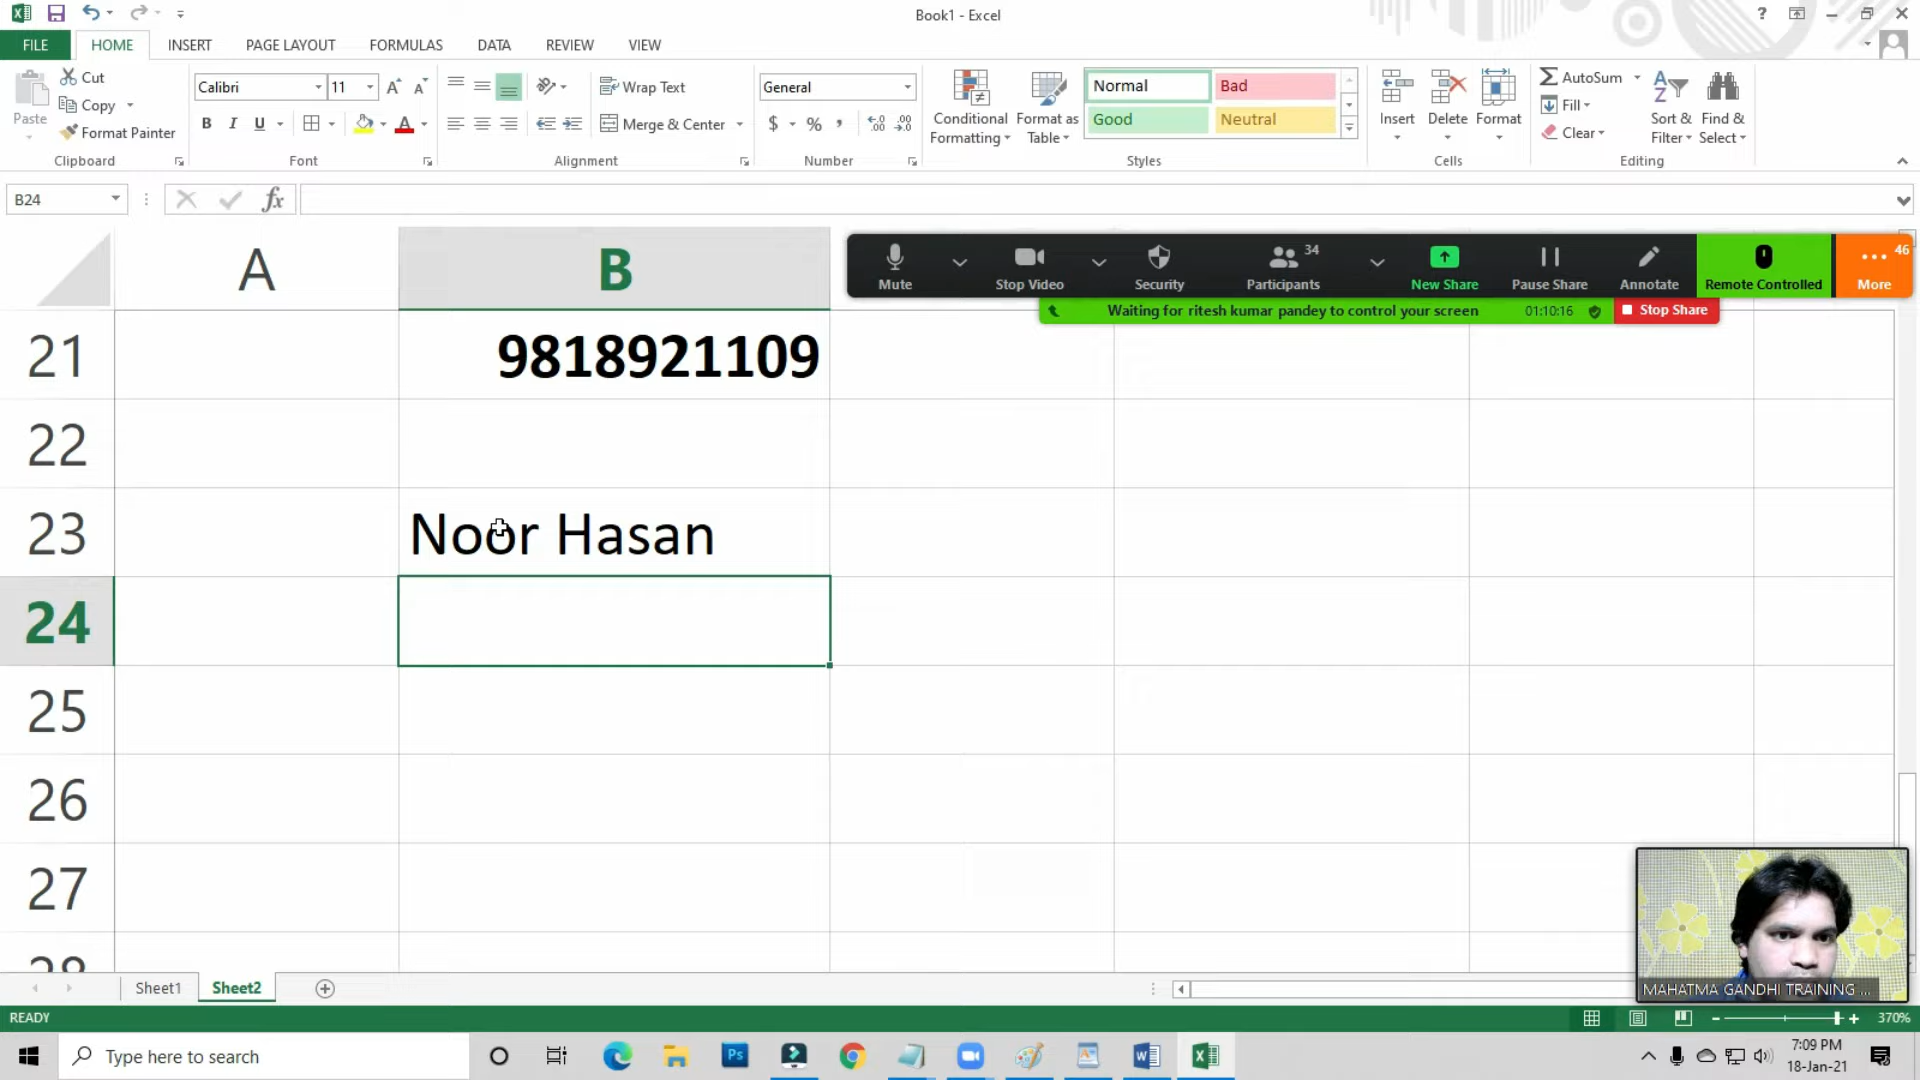 Book1 - Excel
?
FILE HOME INSERT PAGE LAYOUT FORMULAS DATA REVIEW VIEW
Paste
Cut
Copy
Format Painter
Clipboard
Calibri 11 A A
B I U A
Font
Wrap Text
Merge & Center
Alignment
General
$ % , .00 .0
Number
Conditional Formatting
Format as Table
Normal Bad
Good Neutral
Styles
Insert Delete Format
Cells
AutoSum
Fill
Clear
Sort & Filter
Find & Select
Editing
B24 fx
Mute Stop Video Security Participants 34 New Share Pause Share Annotate Remote Controlled More 46
Waiting for ritesh kumar pandey to control your screen 01:10:16 Stop Share
A B
21 9818921109
22
23 Noor Hasan
24
25
26
27
28
MAHATMA GANDHI TRAINING ...
Sheet1 Sheet2
READY 370%
Type here to search
7:09 PM
18-Jan-21